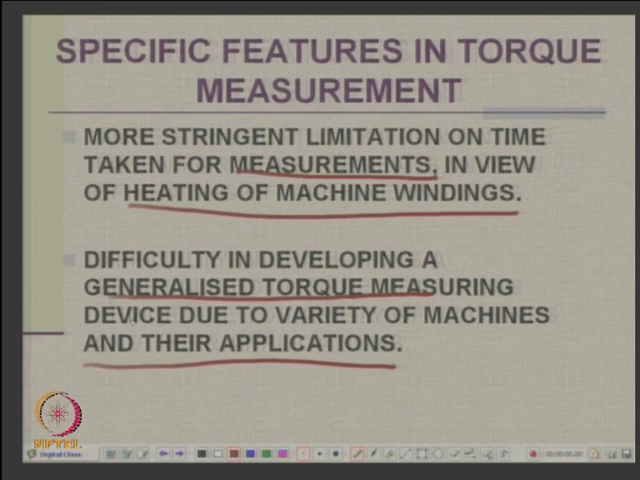 SPECIFIC FEATURES IN TORQUE
MEASUREMENT
MORE STRINGENT LIMITATION ON TIME
TAKEN FOR MEASUREMENTS, IN VIEW
OF HEATING OF MACHINE WINDINGS.
DIFFICULTY IN DEVELOPING A
GENERALISED TORQUE MEASURING
DEVICE DUE TO VARIETY OF MACHINES
AND THEIR APPLICATIONS.
NPTEL